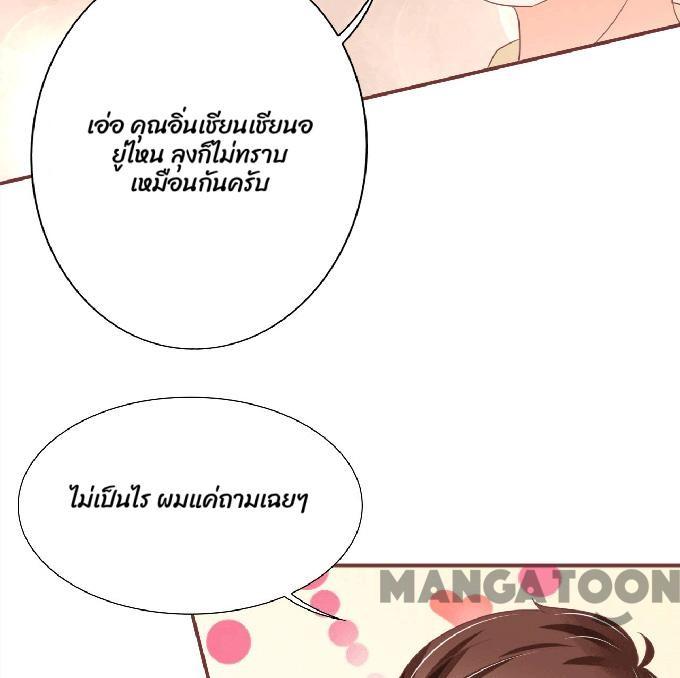 เอ่อ คุณอิ่นเชียนเชียนอ
ยู่ไหน ลุงก็ไม่ทราบ
เหมือนกันครับ
ไม่เป็นไร ผมแค่ถามเฉยๆ
MANGATOON